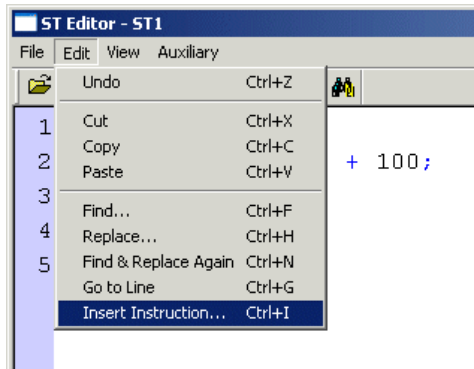 ST Editor - ST1
File Edit View Auxiliary
Undo Ctrl+Z
Cut Ctrl+X
Copy Ctrl+C
Paste Ctrl+V
Find... Ctrl+F
Replace... Ctrl+H
Find & Replace Again Ctrl+N
Go to Line Ctrl+G
Insert Instruction... Ctrl+I
1
2 + 100;
3
4
5